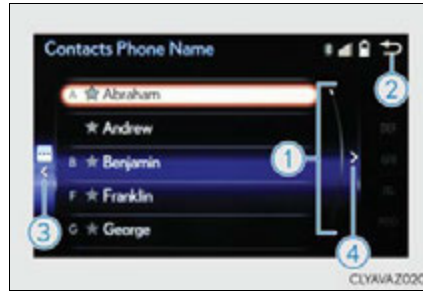 Contacts Phone Name
2
A Abraham
Andrew
1
B Benjamin
F Franklin
3
G George
4
CLYAVAZ020